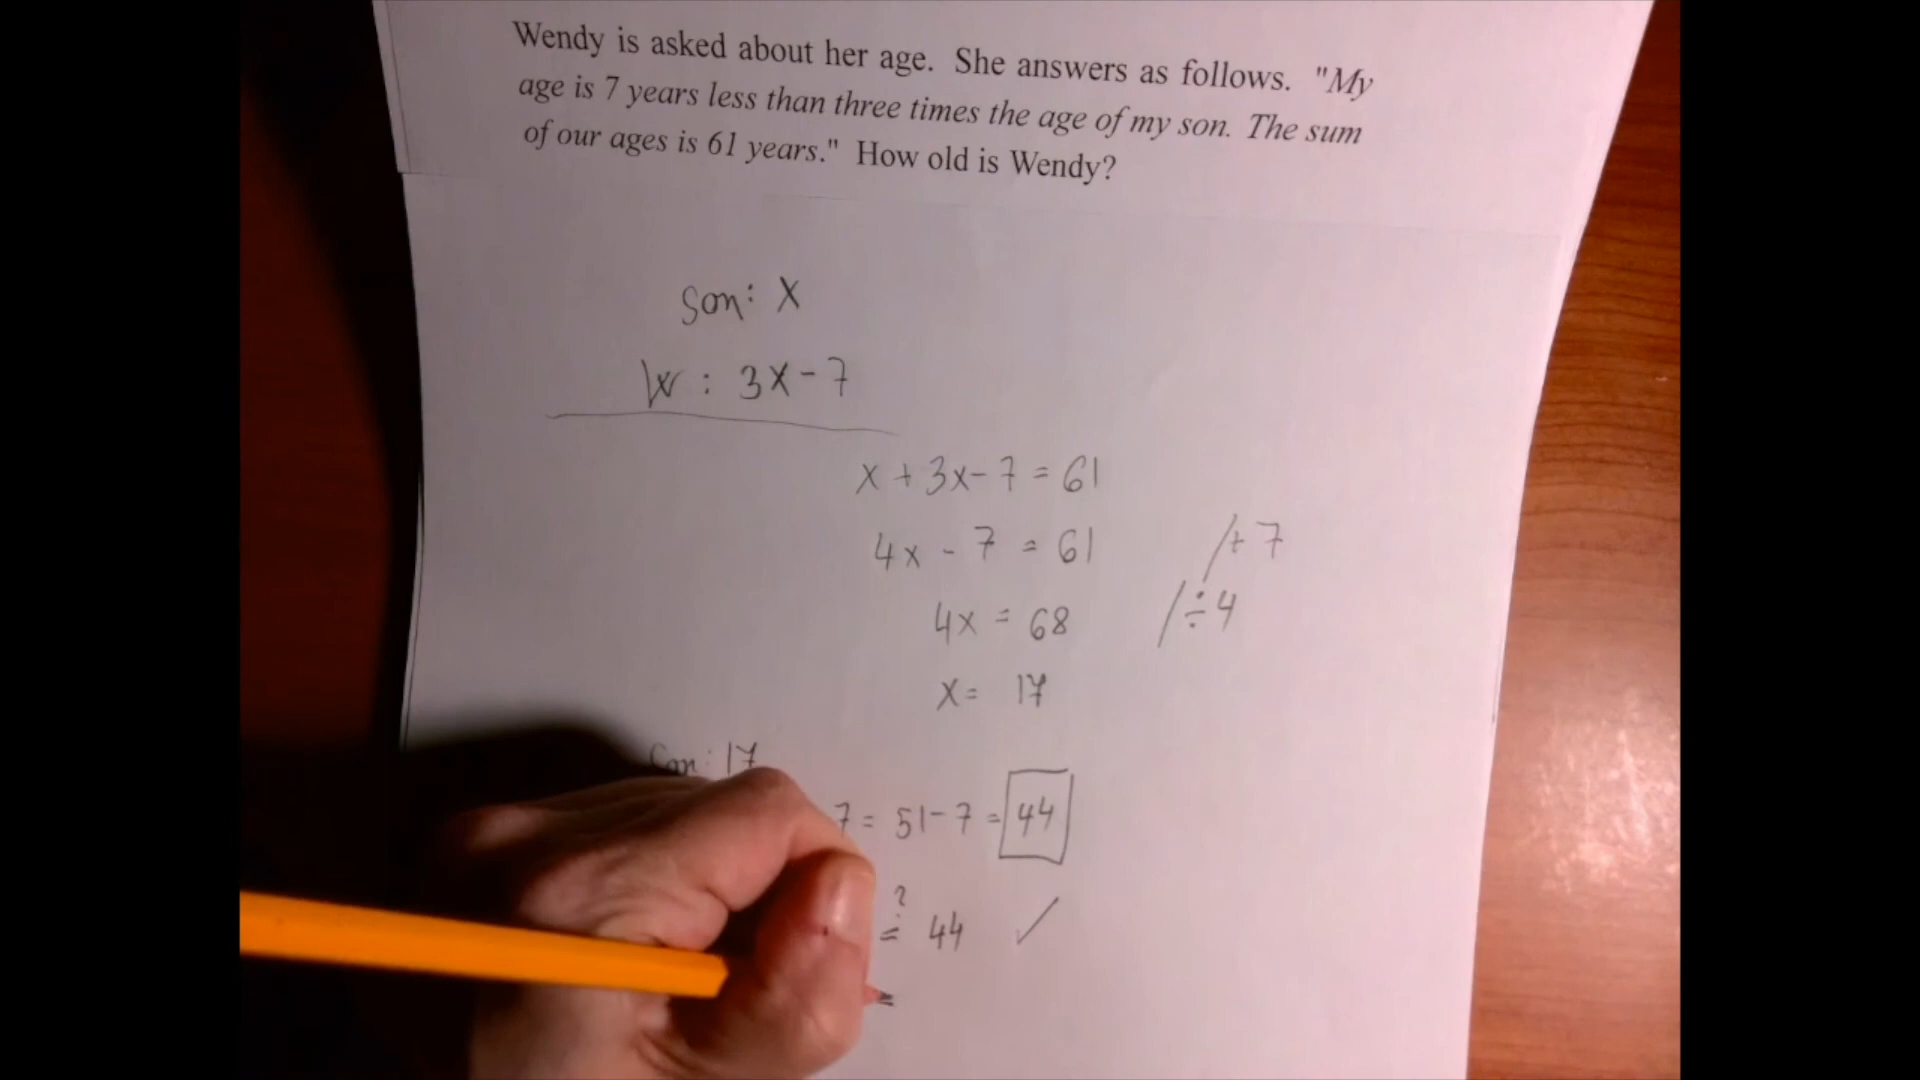 Wendy is asked about her age. She answers as follows. "My
age is 7 years less than three times the age of my son. The sum
of our ages is 61 years." How old is Wendy?
Son: X
W: 3X-7
x + 3x - 7 = 61
4x - 7 = 61 /+7
4x = 68 /÷4
X = 17
Son: 17
7 = 51-7 = 44
?
= 44 ✓